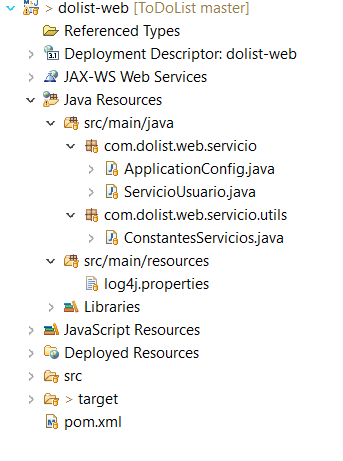 > dolist-web [ToDoList master]
Referenced Types
Deployment Descriptor: dolist-web
JAX-WS Web Services
Java Resources
src/main/java
com.dolist.web.servicio
ApplicationConfig.java
ServicioUsuario.java
com.dolist.web.servicio.utils
ConstantesServicios.java
src/main/resources
log4j.properties
Libraries
JavaScript Resources
Deployed Resources
src
> target
pom.xml